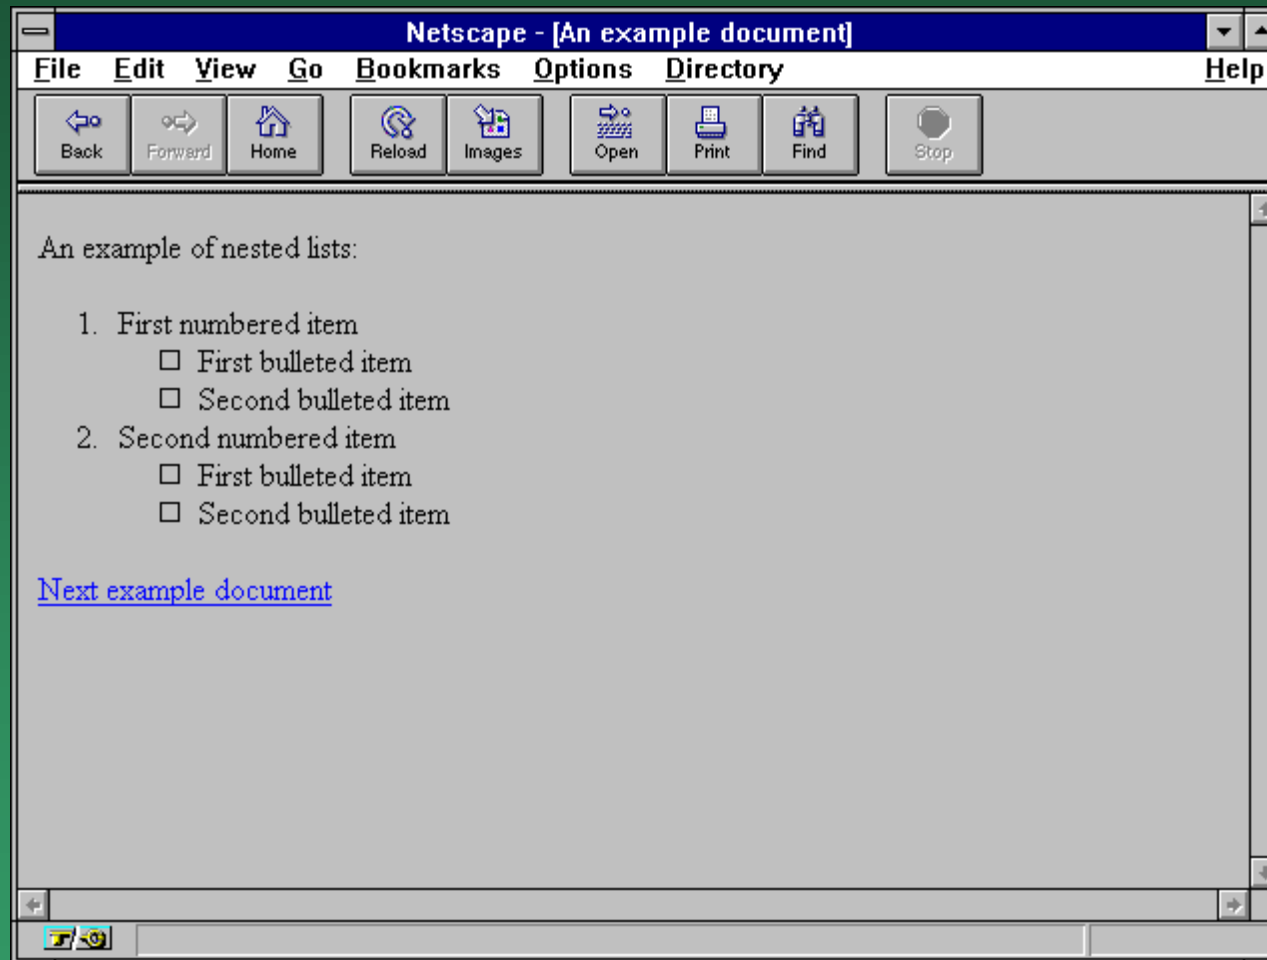 Netscape - [An example document]
File Edit View Go Bookmarks Options Directory Help
Back Forward Home Reload Images Open Print Find Stop
An example of nested lists:
1. First numbered item
□ First bulleted item
□ Second bulleted item
2. Second numbered item
□ First bulleted item
□ Second bulleted item
Next example document